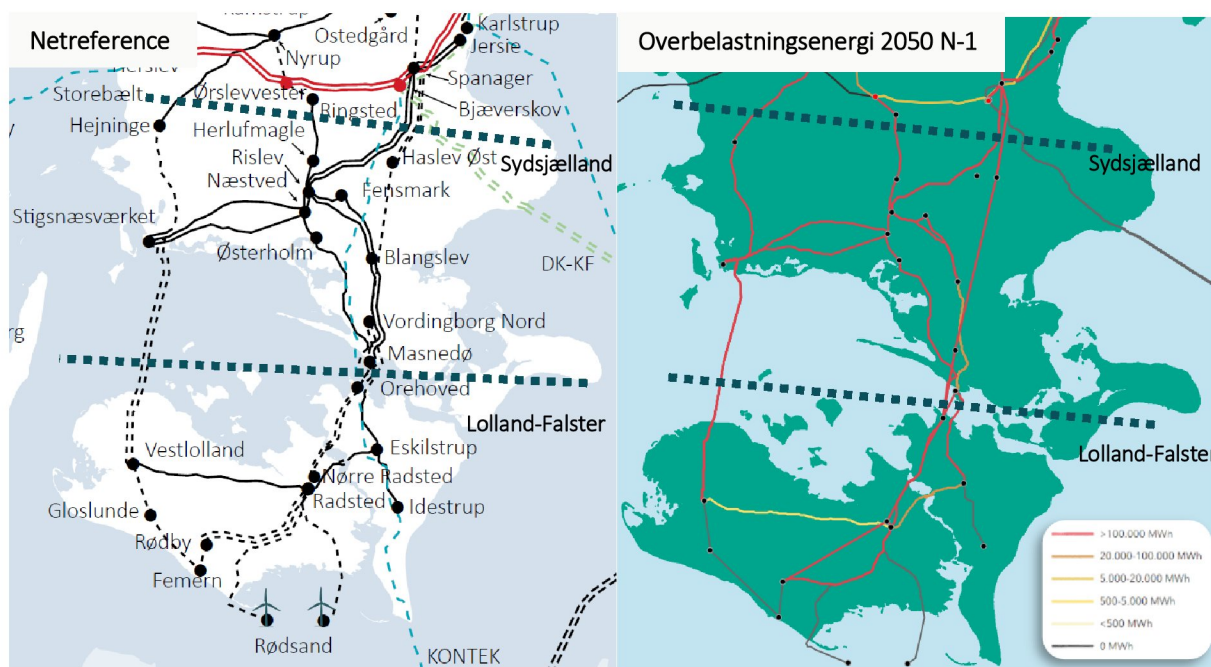 Netreference
Kamstrup
Ostedgård
Karlstrup
Jersie
Nyrup
Herslev
Spanager
Storebælt
Ørslevvester
Ringsted
Bjæverskov
Hejninge
Herlufmagle
Haslev Øst
Sydsjælland
Rislev
Næstved
Fensmark
Stigsnæsværket
Østerholm
Blangslev
DK-KF
Vordingborg Nord
Masnedø
Orehoved
Lolland-Falster
Vestlolland
Eskilstrup
Nørre Radsted
Radsted
Idestrup
Gloslunde
Rødby
Femern
Rødsand
KONTEK
Overbelastningsenergi 2050 N-1
Sydsjælland
Lolland-Falster
>100.000 MWh
20.000-100.000 MWh
5.000-20.000 MWh
500-5.000 MWh
<500 MWh
0 MWh